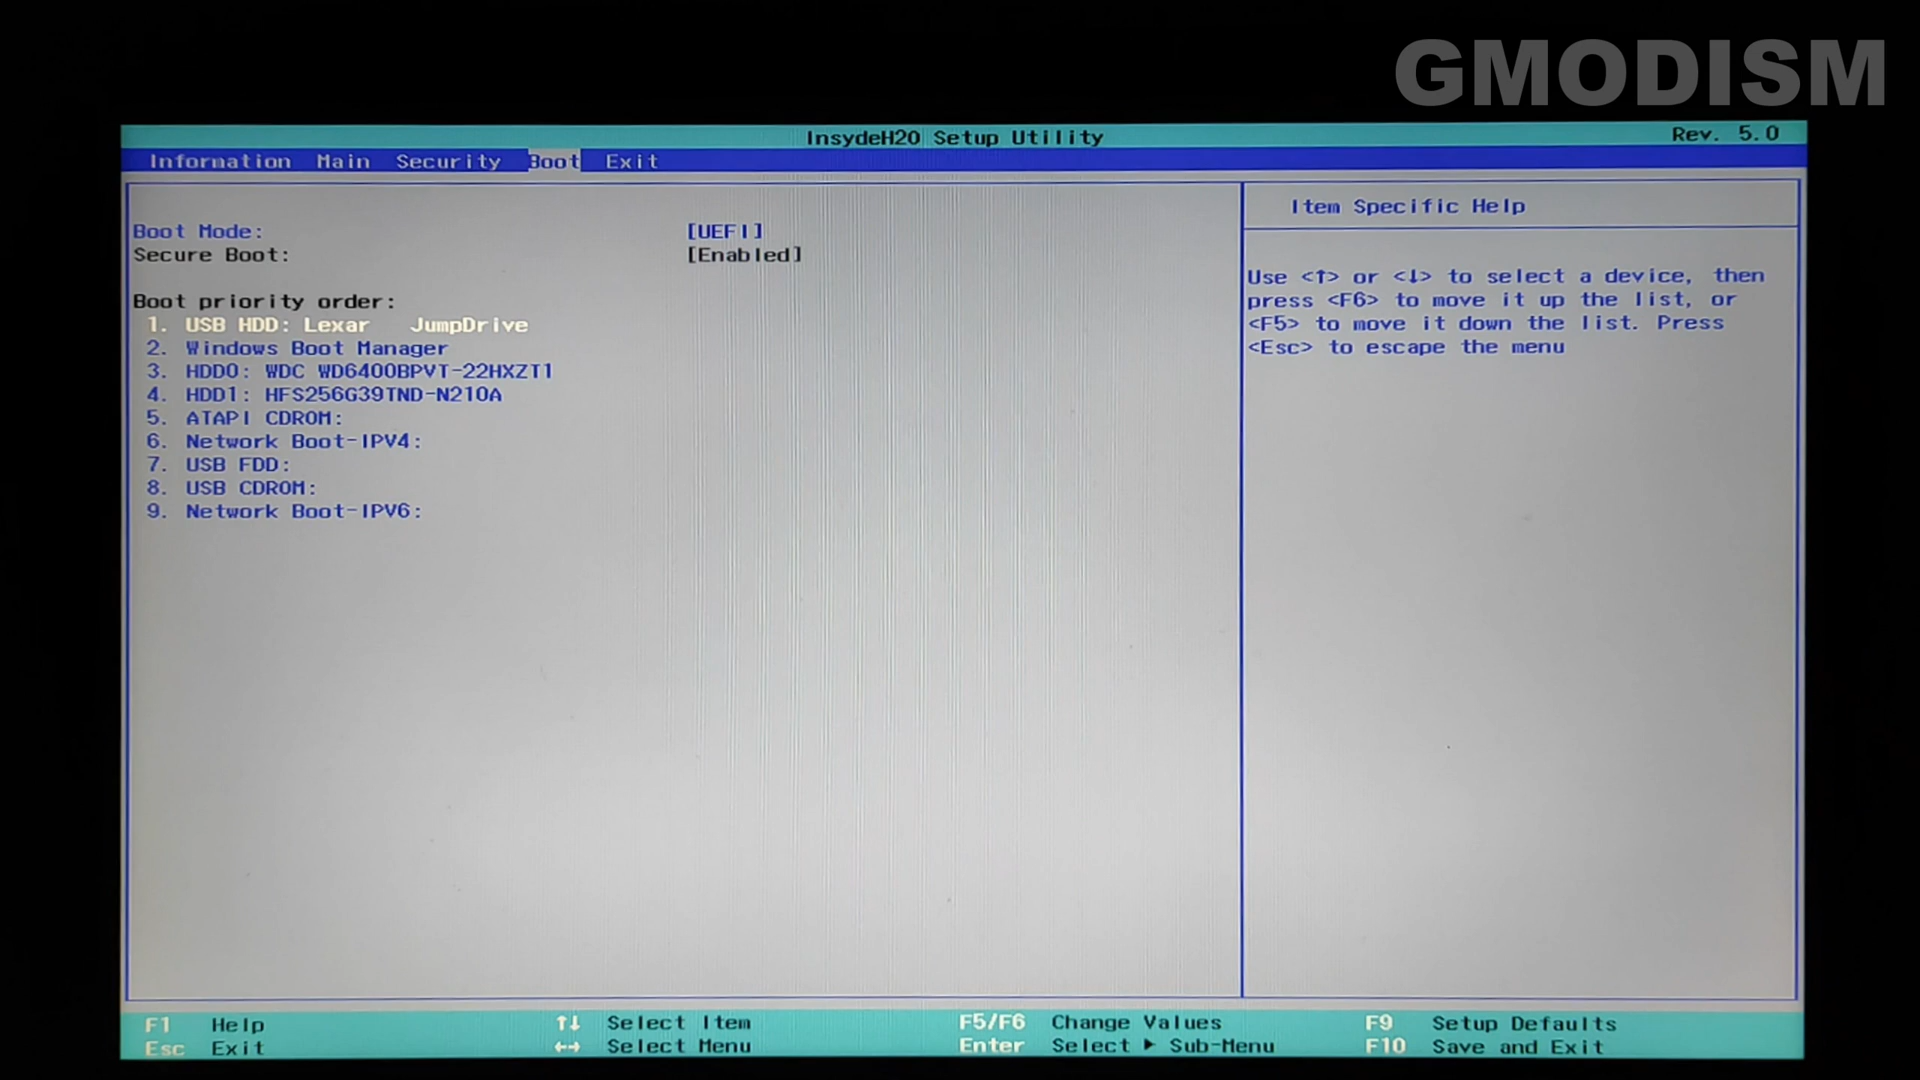 GMODISM
InsydeH20 Setup Utility Rev. 5.0
Information Main Security Boot Exit
Item Specific Help
Boot Mode: [UEFI]
Secure Boot: [Enabled]
Use <↑> or <↓> to select a device, then
press <F6> to move it up the list, or
<F5> to move it down the list. Press
<Esc> to escape the menu
Boot priority order:
1. USB HDD: Lexar JumpDrive
2. Windows Boot Manager
3. HDD0: WDC WD6400BPVT-22HXZT1
4. HDD1: HFS256G39TND-N210A
5. ATAPI CDROM:
6. Network Boot-IPV4:
7. USB FDD:
8. USB CDROM:
9. Network Boot-IPV6:
F1 Help ↑↓ Select Item F5/F6 Change Values F9 Setup Defaults
Esc Exit ↔ Select Menu Enter Select ▶ Sub-Menu F10 Save and Exit